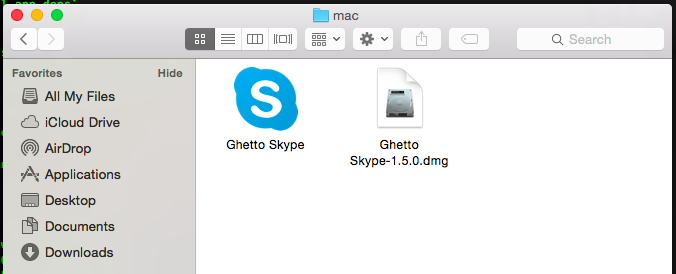 mac
Search
Favorites Hide
All My Files
iCloud Drive
AirDrop
Applications
Desktop
Documents
Downloads
S
Ghetto Skype
Ghetto
Skype-1.5.0.dmg